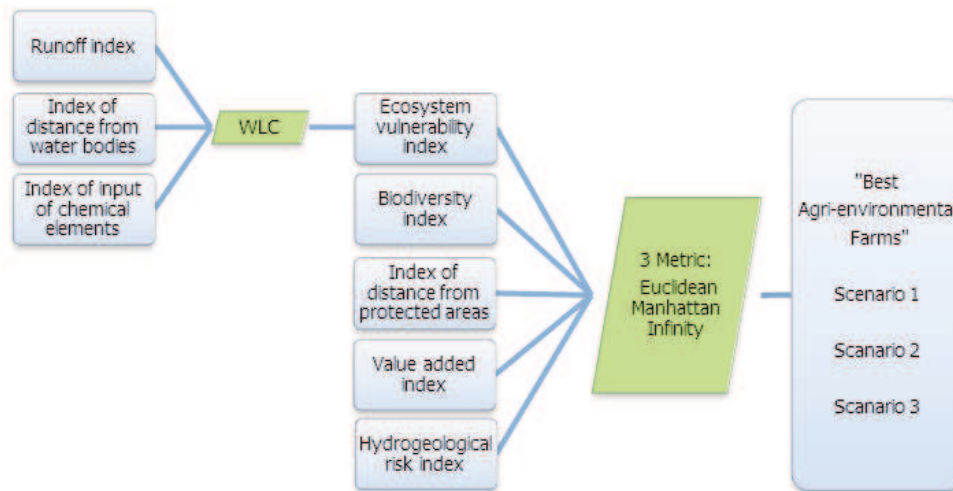 Runoff index
Index of
distance from
water bodies
Index of input
of chemical
elements
WLC
Ecosystem
vulnerability
index
Biodiversity
index
Index of
distance from
protected areas
Value added
index
Hydrogeological
risk index
3 Metric:
Euclidean
Manhattan
Infinity
"Best
Agri-environmenta
Farms"
Scenario 1
Scanario 2
Scanario 3